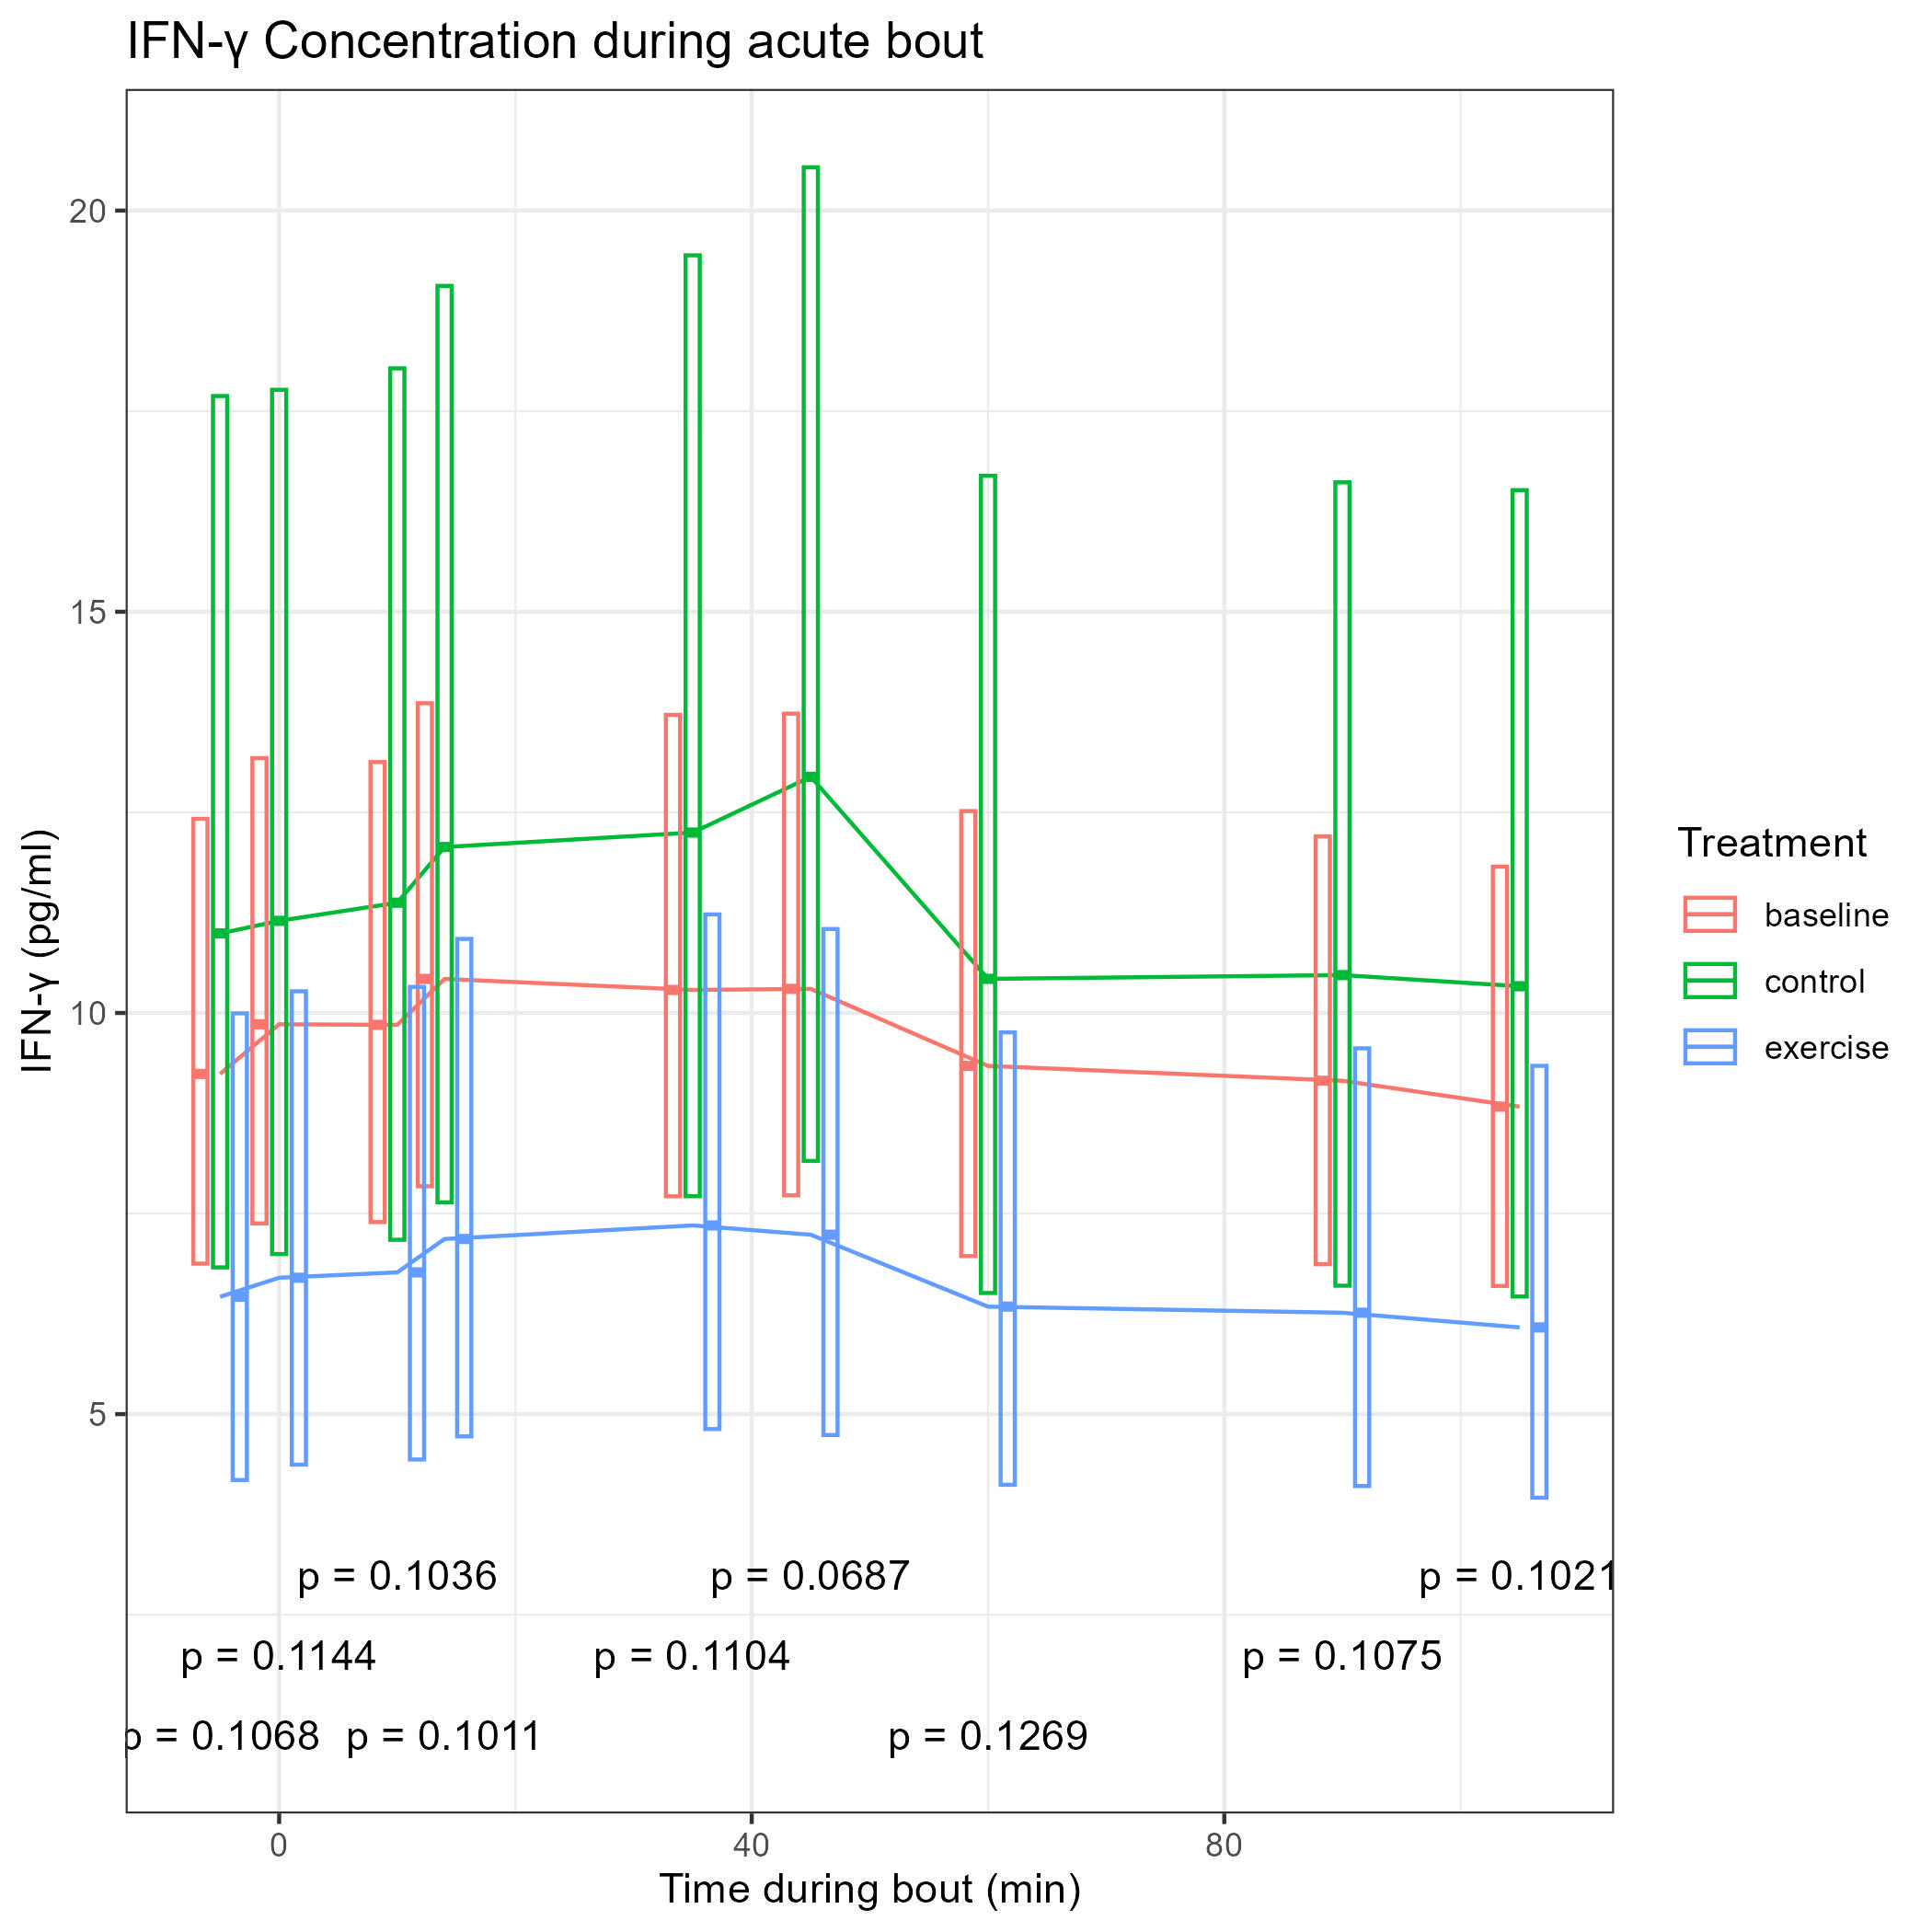 IFN-γ Concentration during acute bout
IFN-γ (pg/ml)
20
15
10
5
p = 0.1036
p = 0.0687
p = 0.1021
p = 0.1144
p = 0.1104
p = 0.1075
p = 0.1068
p = 0.1011
p = 0.1269
0
40
80
Time during bout (min)
Treatment
baseline
control
exercise